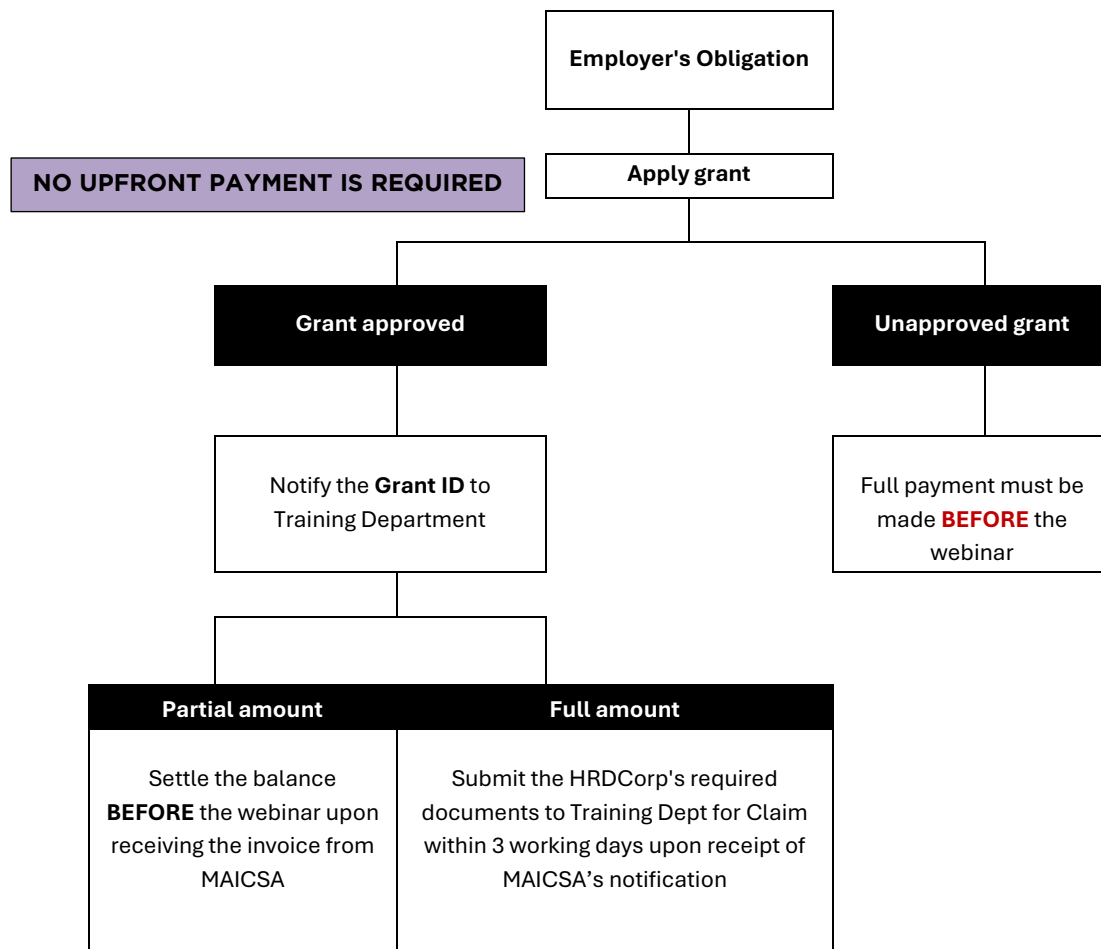 Employer's Obligation
NO UPFRONT PAYMENT IS REQUIRED
Apply grant
Grant approved
Unapproved grant
Notify the Grant ID to
Training Department
Full payment must be
made BEFORE the
webinar
Partial amount
Full amount
Settle the balance
BEFORE the webinar upon
receiving the invoice from
MAICSA
Submit the HRDCorp's required
documents to Training Dept for Claim
within 3 working days upon receipt of
MAICSA’s notification